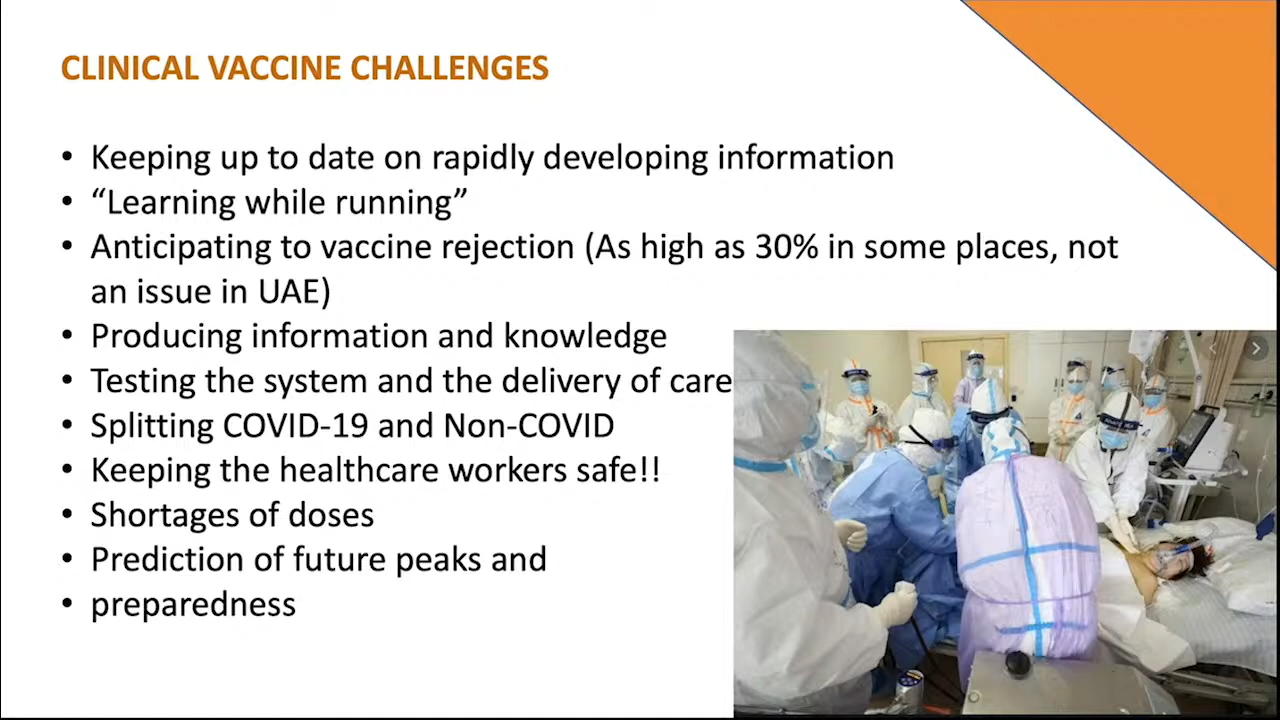 CLINICAL VACCINE CHALLENGES
• Keeping up to date on rapidly developing information
• “Learning while running”
• Anticipating to vaccine rejection (As high as 30% in some places, not
an issue in UAE)
• Producing information and knowledge
• Testing the system and the delivery of care
• Splitting COVID-19 and Non-COVID
• Keeping the healthcare workers safe!!
• Shortages of doses
• Prediction of future peaks and
• preparedness